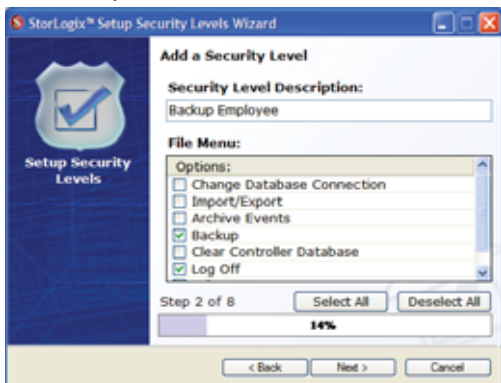 StorLogix™ Setup Security Levels Wizard
Add a Security Level
Security Level Description:
Backup Employee
File Menu:
Setup Security
Levels
Options:
Change Database Connection
Import/Export
Archive Events
Backup
Clear Controller Database
Log Off
Step 2 of 8
Select All
Deselect All
14%
< Back
Next >
Cancel